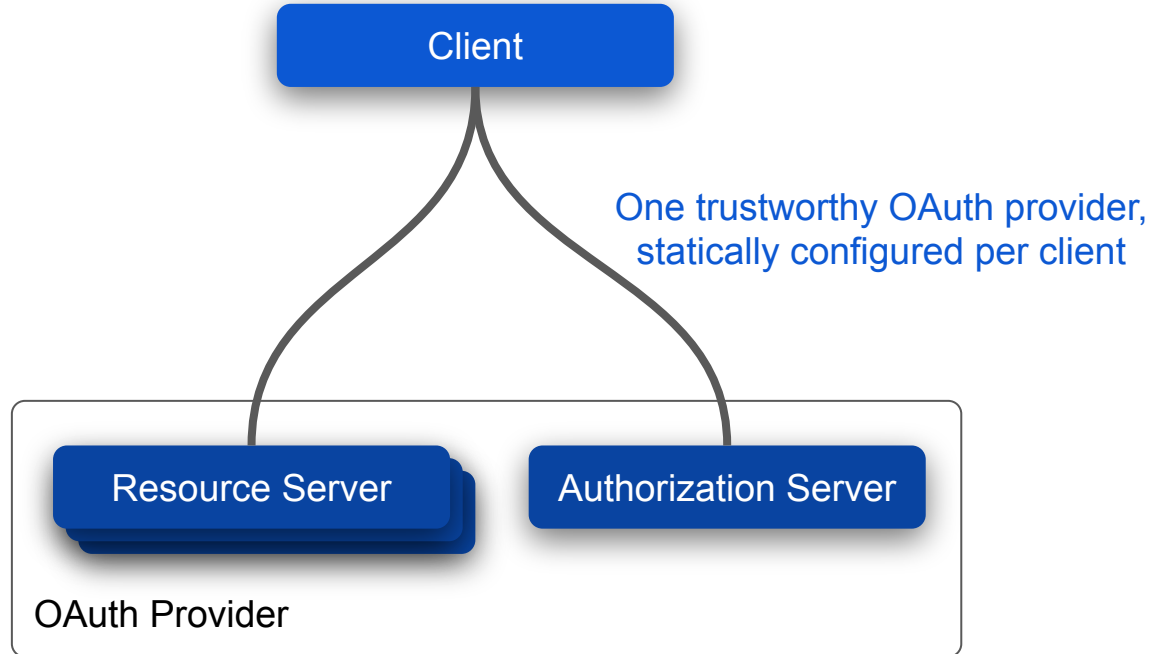 Client
One trustworthy OAuth provider,
statically configured per client
Resource Server
Authorization Server
OAuth Provider